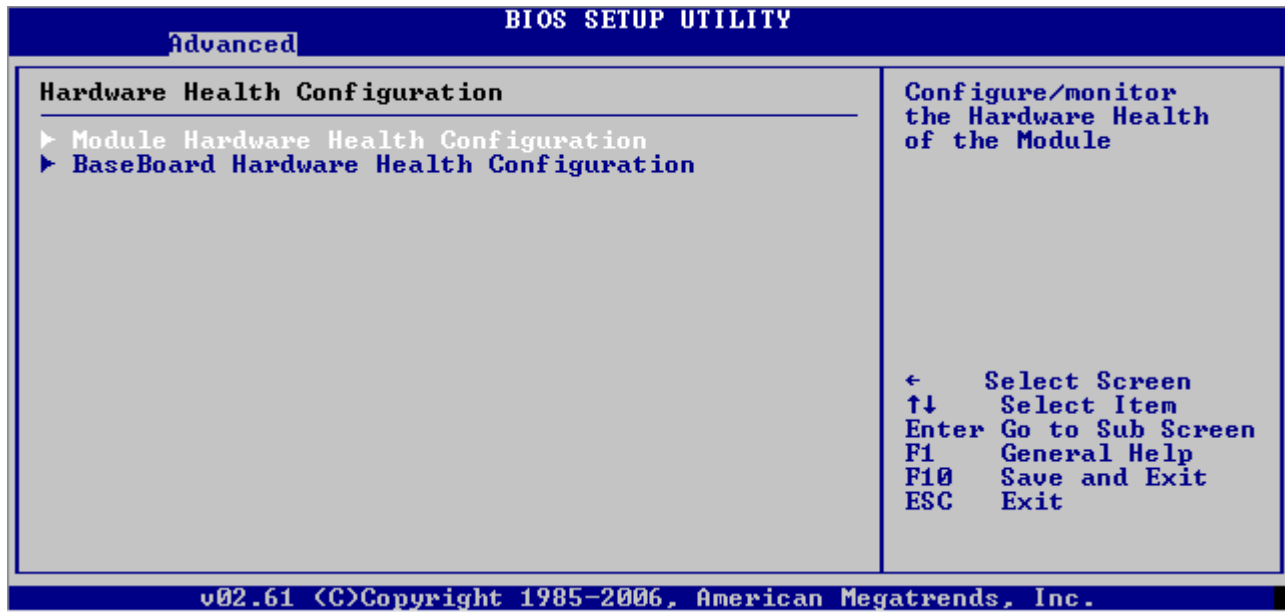 BIOS SETUP UTILITY
Advanced
Hardware Health Configuration
► Module Hardware Health Configuration
► BaseBoard Hardware Health Configuration
Configure/monitor
the Hardware Health
of the Module
← Select Screen
↑↓ Select Item
Enter Go to Sub Screen
F1 General Help
F10 Save and Exit
ESC Exit
v02.61 (C)Copyright 1985-2006, American Megatrends, Inc.